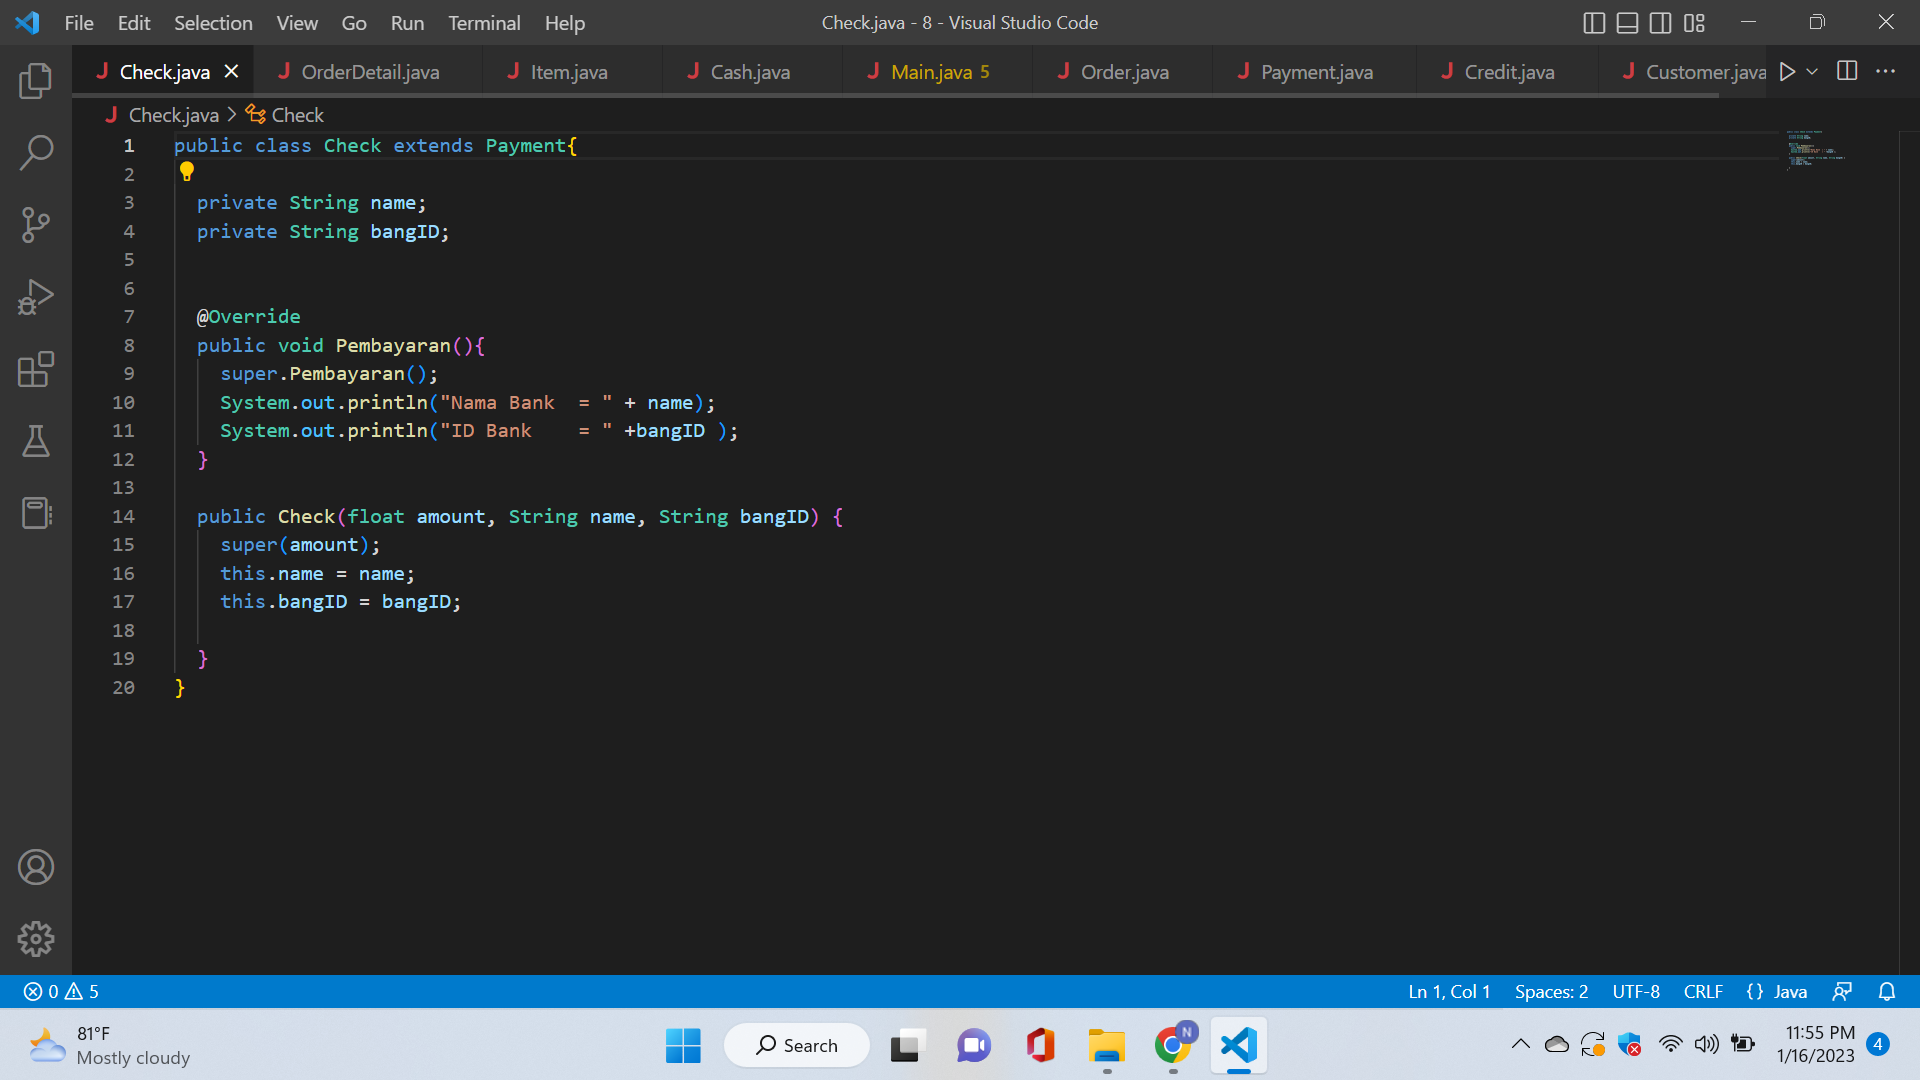 File Edit Selection View Go Run Terminal Help Check.java - 8 - Visual Studio Code
Check.java OrderDetail.java Item.java Cash.java Main.java 5 Order.java Payment.java Credit.java Customer.java
Check.java > Check
1 public class Check extends Payment{
2
3 private String name;
4 private String bangID;
5
6
7 @Override
8 public void Pembayaran(){
9 super.Pembayaran();
10 System.out.println("Nama Bank  = " + name);
11 System.out.println("ID Bank    = " +bangID );
12 }
13
14 public Check(float amount, String name, String bangID) {
15 super(amount);
16 this.name = name;
17 this.bangID = bangID;
18
19 }
20 }
0 5 Ln 1, Col 1 Spaces: 2 UTF-8 CRLF {} Java
81°F
Mostly cloudy
Search
N
11:55 PM
1/16/2023
4